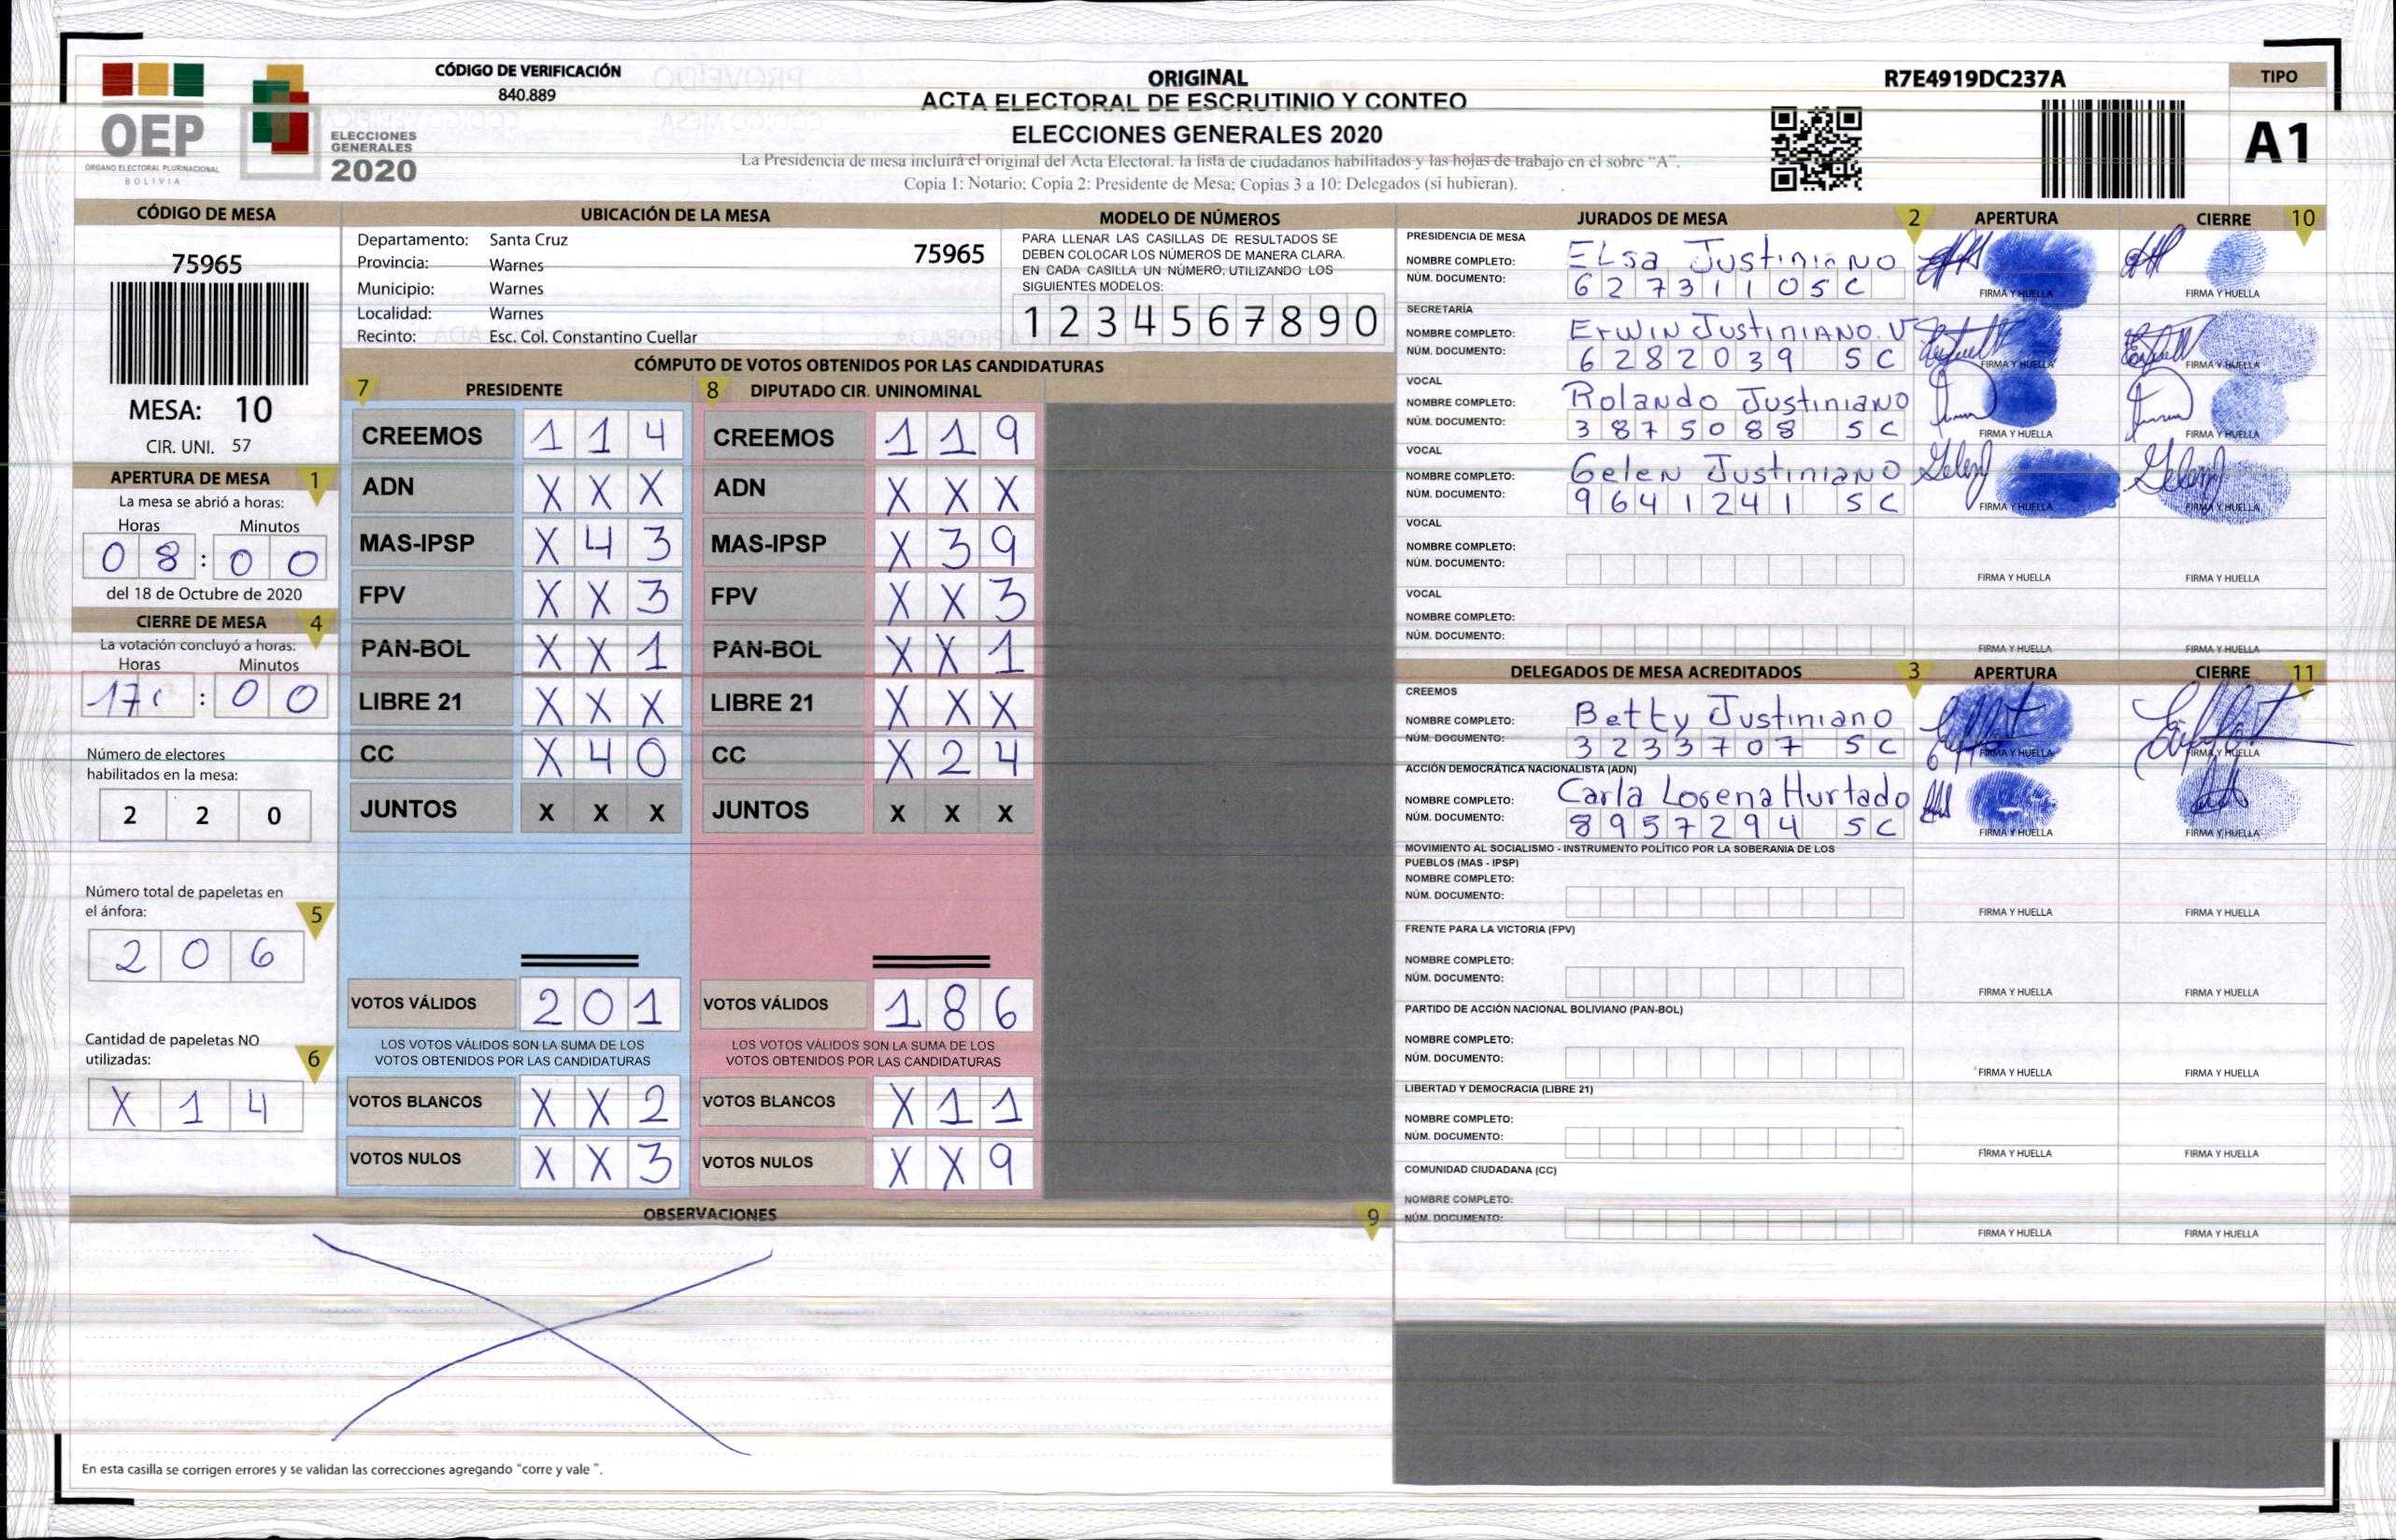 CÓDIGO DE VERIFICACIÓN
840.889
OEP
ÓRGANO ELECTORAL PLURINACIONAL
BOLIVIA
ELECCIONES
GENERALES
2020
ORIGINAL
ACTA ELECTORAL DE ESCRUTINIO Y CONTEO
ELECCIONES GENERALES 2020
La Presidencia de mesa incluirá el original del Acta Electoral, la lista de ciudadanos habilitados y las hojas de trabajo en el sobre “A”.
Copia 1: Notario; Copia 2: Presidente de Mesa; Copias 3 a 10: Delegados (si hubieran).
R7E4919DC237A
TIPO
A1
CÓDIGO DE MESA
75965
MESA: 10
CIR. UNI. 57
APERTURA DE MESA 1
La mesa se abrió a horas:
Horas Minutos
0 8 : 0 0
del 18 de Octubre de 2020
CIERRE DE MESA 4
La votación concluyó a horas:
Horas Minutos
17 : 0 0
Número de electores
habilitados en la mesa:
2 2 0
Número total de papeletas en
el ánfora: 5
2 0 6
Cantidad de papeletas NO
utilizadas: 6
X 1 4
UBICACIÓN DE LA MESA
Departamento: Santa Cruz 75965
Provincia: Warnes
Municipio: Warnes
Localidad: Warnes
Recinto: Esc. Col. Constantino Cuellar
MODELO DE NÚMEROS
PARA LLENAR LAS CASILLAS DE RESULTADOS SE
DEBEN COLOCAR LOS NÚMEROS DE MANERA CLARA.
EN CADA CASILLA UN NÚMERO, UTILIZANDO LOS
SIGUIENTES MODELOS:
1 2 3 4 5 6 7 8 9 0
CÓMPUTO DE VOTOS OBTENIDOS POR LAS CANDIDATURAS
7 PRESIDENTE
CREEMOS 1 1 4
ADN X X X
MAS-IPSP X 4 3
FPV X X 3
PAN-BOL X X 1
LIBRE 21 X X X
CC X 4 0
JUNTOS X X X
VOTOS VÁLIDOS 2 0 1
LOS VOTOS VÁLIDOS SON LA SUMA DE LOS
VOTOS OBTENIDOS POR LAS CANDIDATURAS
VOTOS BLANCOS X X 2
VOTOS NULOS X X 3
8 DIPUTADO CIR. UNINOMINAL
CREEMOS 1 1 9
ADN X X X
MAS-IPSP X 3 9
FPV X X 3
PAN-BOL X X 1
LIBRE 21 X X X
CC X 2 4
JUNTOS X X X
VOTOS VÁLIDOS 1 8 6
LOS VOTOS VÁLIDOS SON LA SUMA DE LOS
VOTOS OBTENIDOS POR LAS CANDIDATURAS
VOTOS BLANCOS X 1 1
VOTOS NULOS X X 9
OBSERVACIONES 9
En esta casilla se corrigen errores y se validan las correcciones agregando “corre y vale ”.
JURADOS DE MESA 2 APERTURA CIERRE 10
PRESIDENCIA DE MESA
NOMBRE COMPLETO: ELsa Justiniano
NÚM. DOCUMENTO: 6 2 7 3 1 1 0 5 C
FIRMA Y HUELLA FIRMA Y HUELLA
SECRETARÍA
NOMBRE COMPLETO: Erwin Justiniano. V
NÚM. DOCUMENTO: 6 2 8 2 0 3 9 S C
FIRMA Y HUELLA FIRMA Y HUELLA
VOCAL
NOMBRE COMPLETO: Rolando Justiniano
NÚM. DOCUMENTO: 3 8 7 5 0 8 8 S C
FIRMA Y HUELLA FIRMA Y HUELLA
VOCAL
NOMBRE COMPLETO: Gelen Justiniano
NÚM. DOCUMENTO: 9 6 4 1 2 4 1 S C
FIRMA Y HUELLA FIRMA Y HUELLA
VOCAL
NOMBRE COMPLETO:
NÚM. DOCUMENTO:
FIRMA Y HUELLA FIRMA Y HUELLA
VOCAL
NOMBRE COMPLETO:
NÚM. DOCUMENTO:
FIRMA Y HUELLA FIRMA Y HUELLA
DELEGADOS DE MESA ACREDITADOS 3 APERTURA CIERRE 11
CREEMOS
NOMBRE COMPLETO: Betty Justiniano
NÚM. DOCUMENTO: 3 2 3 3 7 0 7 S C
FIRMA Y HUELLA FIRMA Y HUELLA
ACCIÓN DEMOCRÁTICA NACIONALISTA (ADN)
NOMBRE COMPLETO: Carla Lorena Hurtado
NÚM. DOCUMENTO: 8 9 5 7 2 9 4 S C
FIRMA Y HUELLA FIRMA Y HUELLA
MOVIMIENTO AL SOCIALISMO - INSTRUMENTO POLÍTICO POR LA SOBERANIA DE LOS
PUEBLOS (MAS - IPSP)
NOMBRE COMPLETO:
NÚM. DOCUMENTO:
FIRMA Y HUELLA FIRMA Y HUELLA
FRENTE PARA LA VICTORIA (FPV)
NOMBRE COMPLETO:
NÚM. DOCUMENTO:
FIRMA Y HUELLA FIRMA Y HUELLA
PARTIDO DE ACCIÓN NACIONAL BOLIVIANO (PAN-BOL)
NOMBRE COMPLETO:
NÚM. DOCUMENTO:
FIRMA Y HUELLA FIRMA Y HUELLA
LIBERTAD Y DEMOCRACIA (LIBRE 21)
NOMBRE COMPLETO:
NÚM. DOCUMENTO:
FIRMA Y HUELLA FIRMA Y HUELLA
COMUNIDAD CIUDADANA (CC)
NOMBRE COMPLETO:
NÚM. DOCUMENTO:
FIRMA Y HUELLA FIRMA Y HUELLA